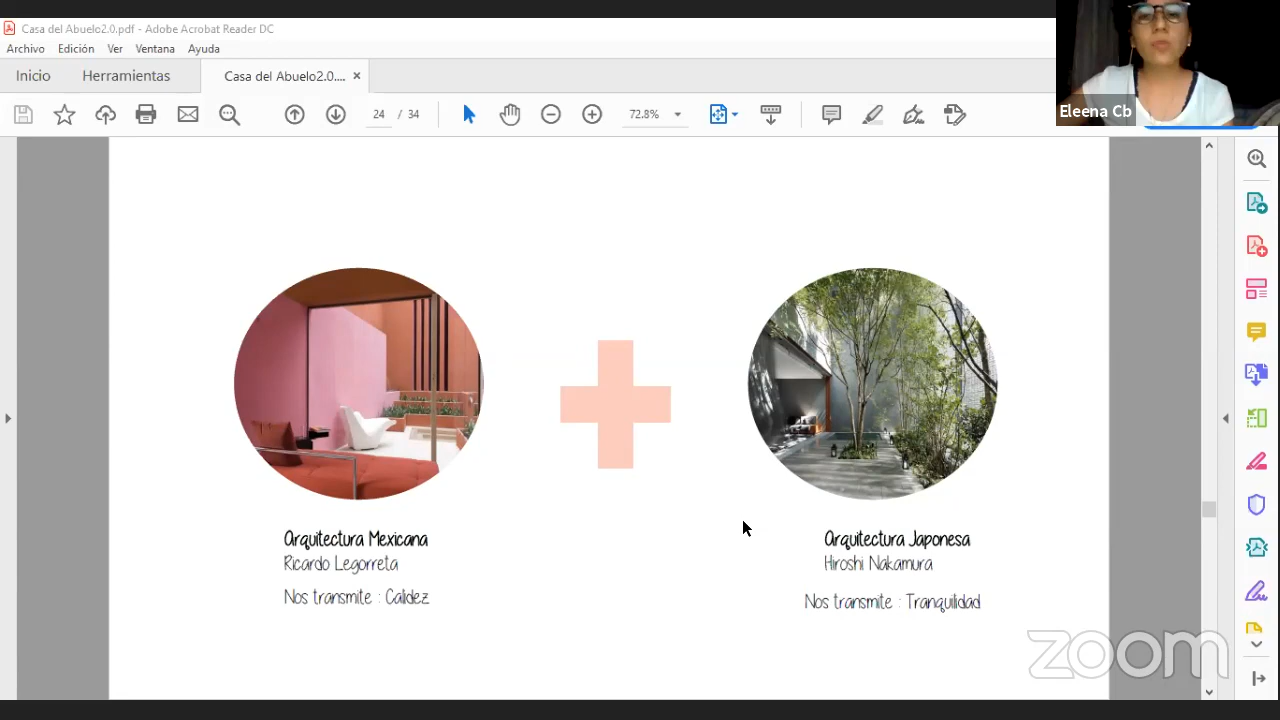 Casa del Abuelo2.0.pdf - Adobe Acrobat Reader DC
Archivo Edición Ver Ventana Ayuda
Inicio Herramientas Casa del Abuelo2.0.... ×
24 / 34 72.8%
Eleena Cb
Arquitectura Mexicana
Ricardo Legorreta
Nos transmite : Calidez
Arquitectura Japonesa
Hiroshi Nakamura
Nos transmite : Tranquilidad
zoom